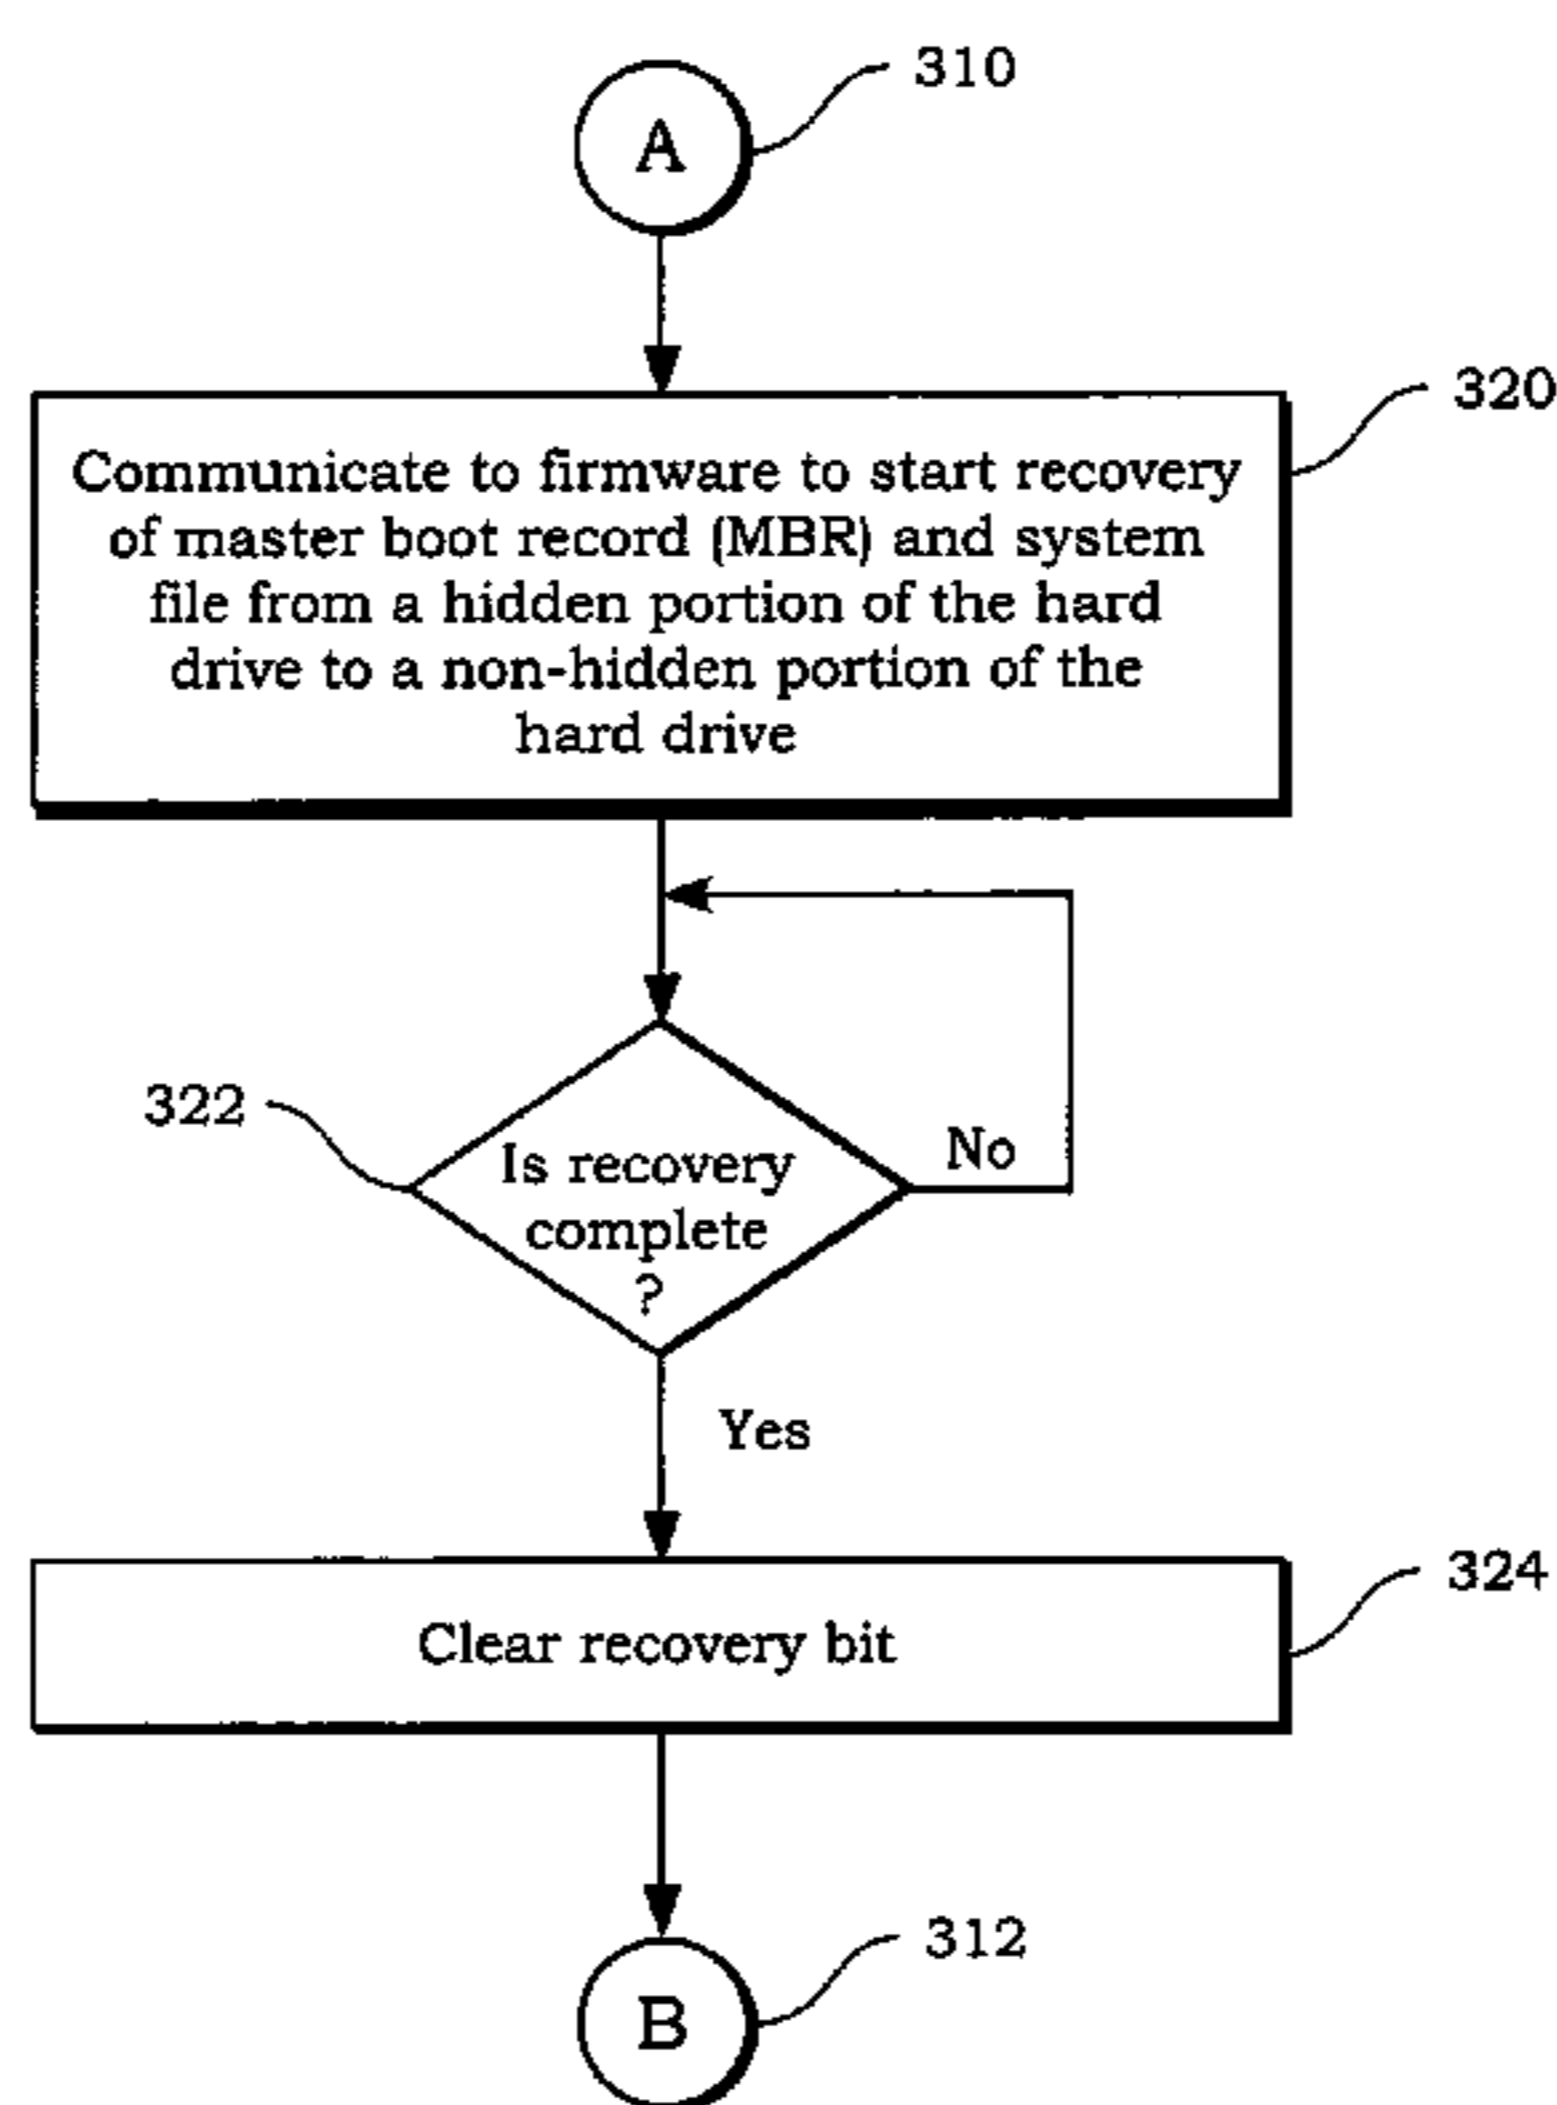 310
A
320
Communicate to firmware to start recovery
of master boot record (MBR) and system
file from a hidden portion of the hard
drive to a non-hidden portion of the
hard drive
322
No
Is recovery
complete
?
Yes
324
Clear recovery bit
312
B